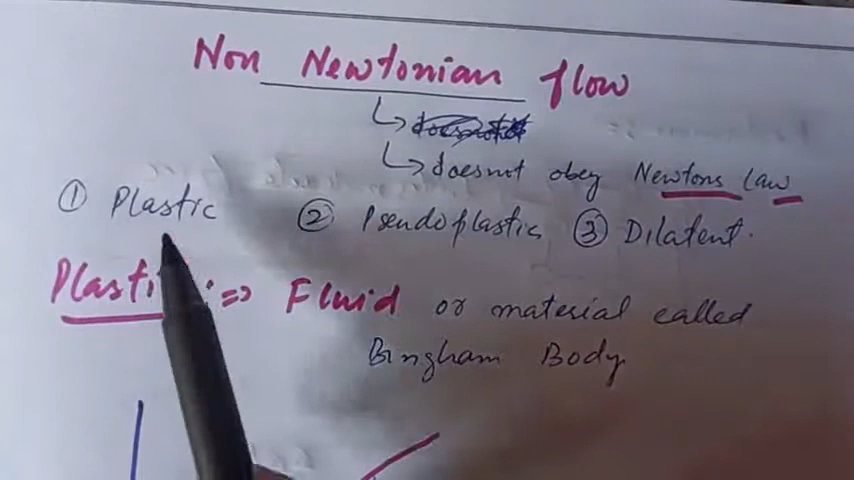 Non Newtonian flow
↳
↳ doesnot obey Newtons Law
① Plastic ② Pseudoplastic ③ Dilatent.
Plasti :⇒ Fluid or material called
Bingham Body